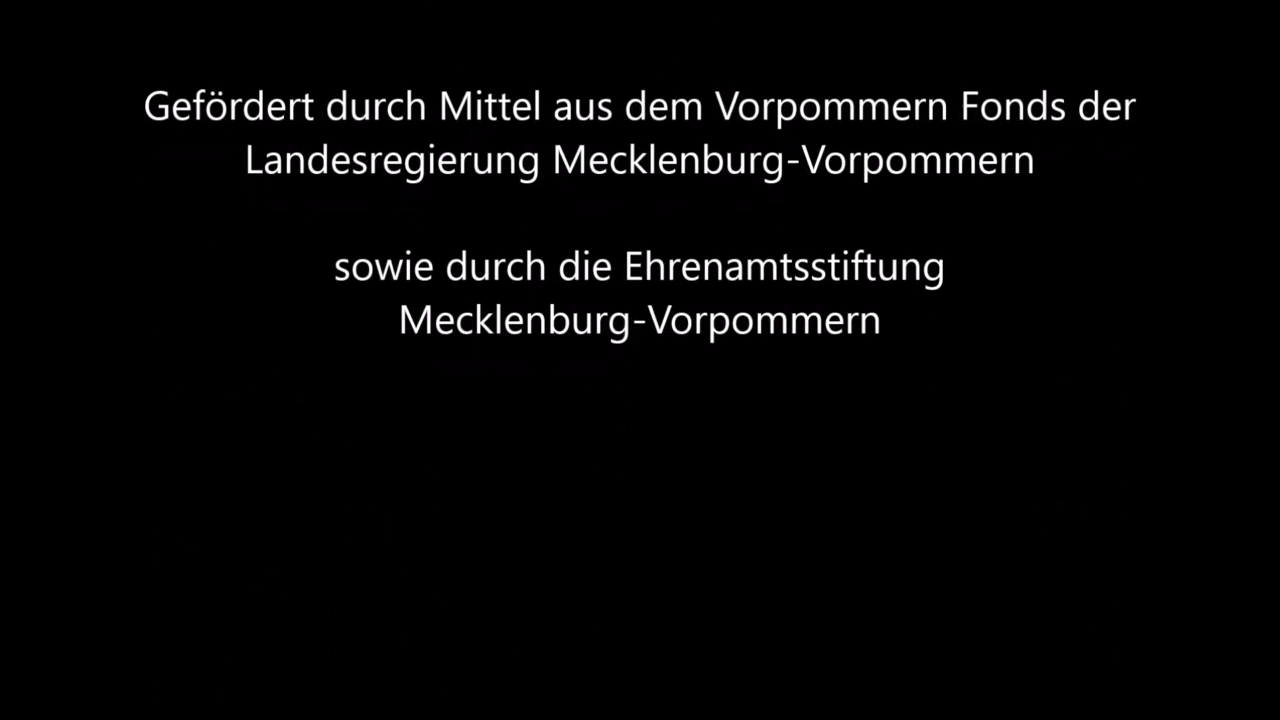 Gefördert durch Mittel aus dem Vorpommern Fonds der
Landesregierung Mecklenburg-Vorpommern
sowie durch die Ehrenamtsstiftung
Mecklenburg-Vorpommern